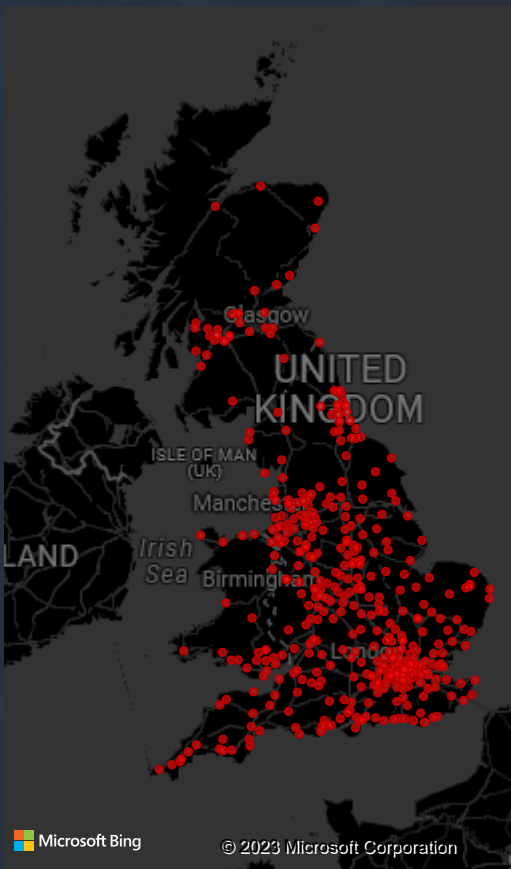 Glasgow
UNITED
KINGDOM
ISLE OF MAN
(UK)
Manchester
LAND
Irish
Sea
Birmingham
London
Microsoft Bing
© 2023 Microsoft Corporation